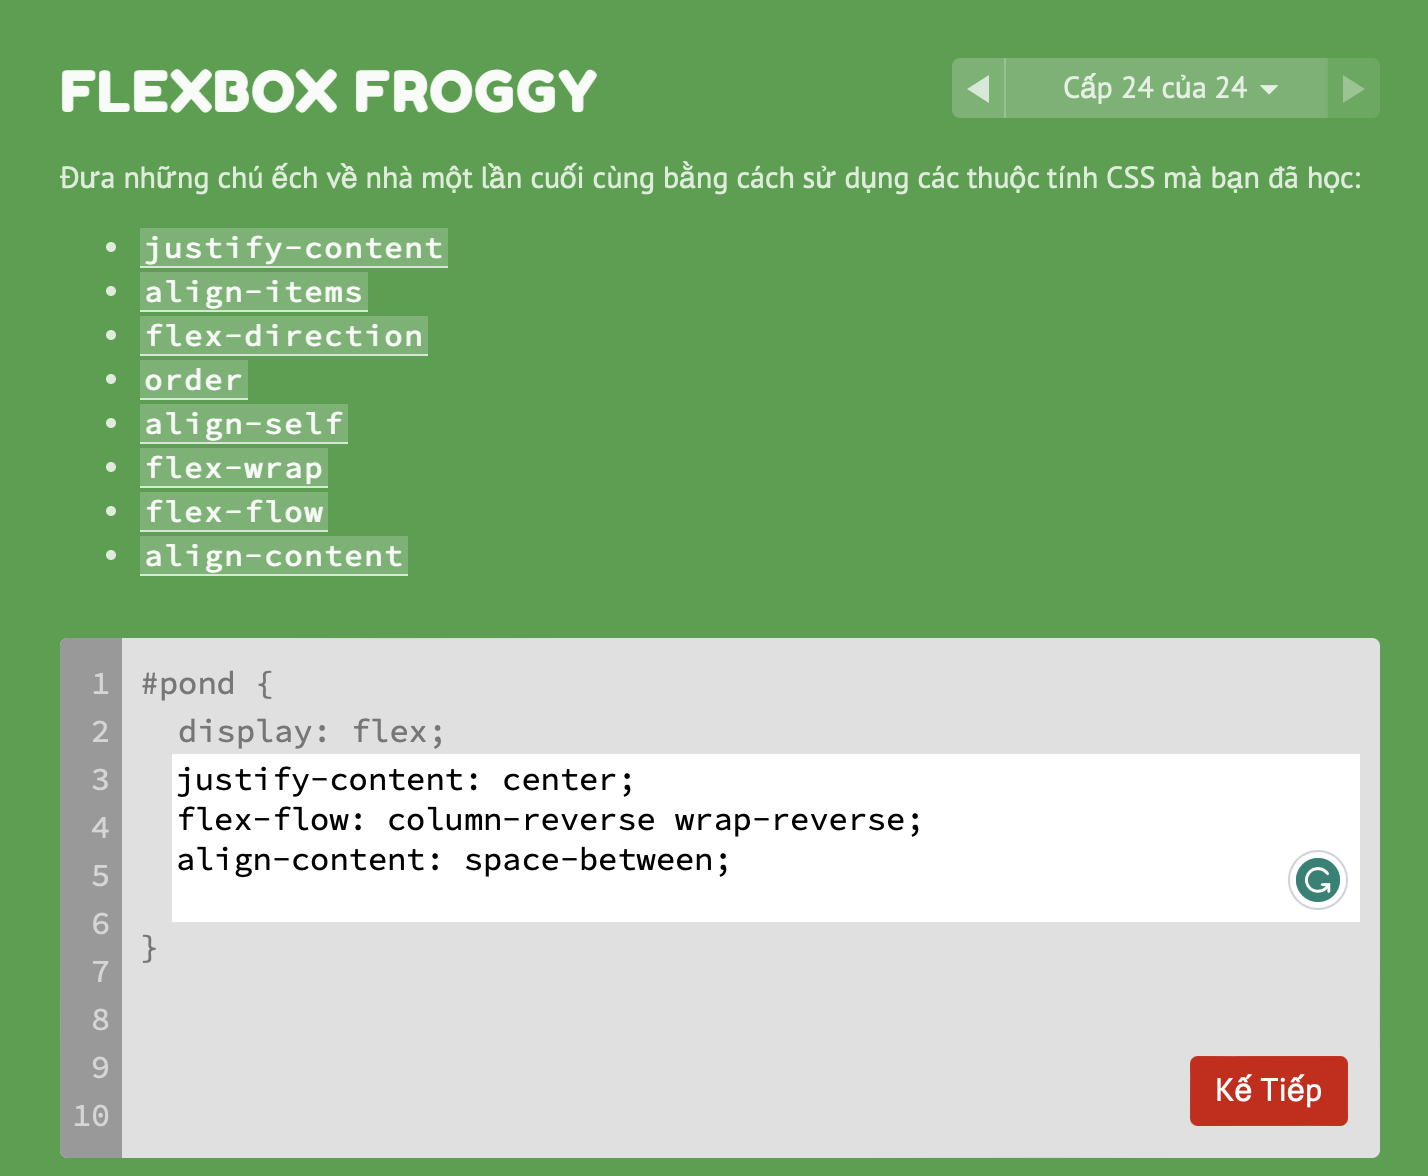 FLEXBOX FROGGY
Cấp 24 của 24
Đưa những chú ếch về nhà một lần cuối cùng bằng cách sử dụng các thuộc tính CSS mà bạn đã học:
justify-content
align-items
flex-direction
order
align-self
flex-wrap
flex-flow
align-content
1 #pond {
2 display: flex;
3 justify-content: center;
4 flex-flow: column-reverse wrap-reverse;
5 align-content: space-between;
6
7 }
8
9
10
Kế Tiếp